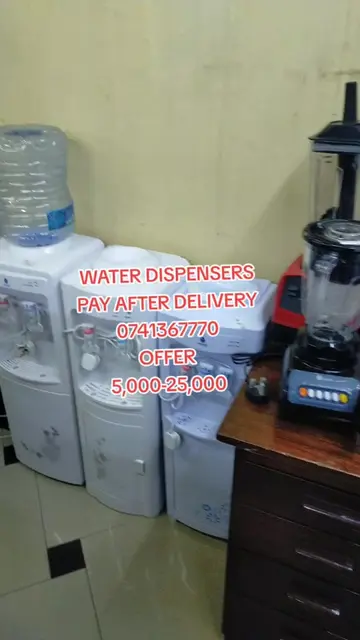 WATER DISPENSERS
PAY AFTER DELIVERY
0741367770
OFFER
5,000-25,000